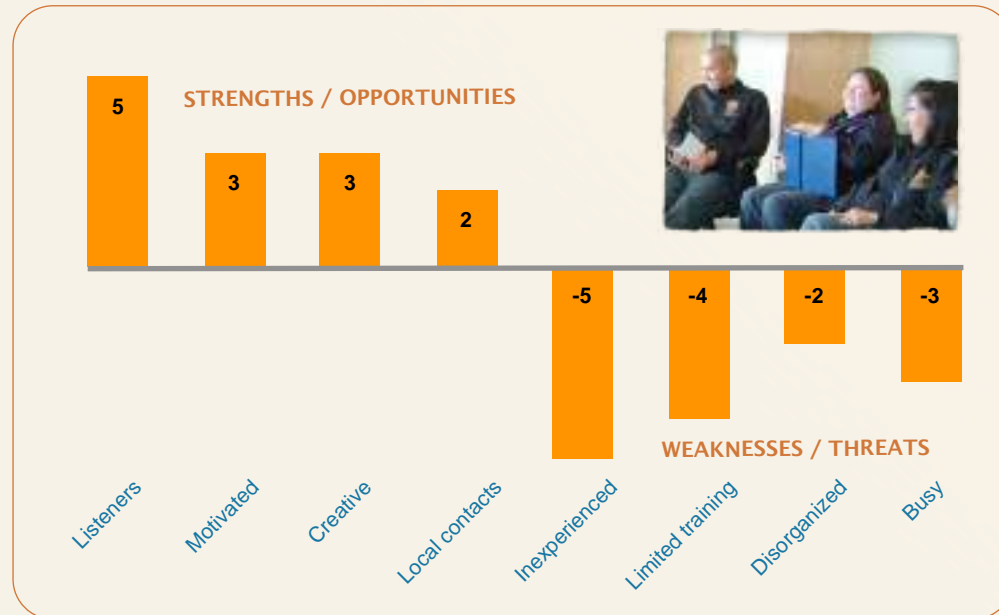 5
STRENGTHS / OPPORTUNITIES
3
3
2
-5
-4
-2
-3
WEAKNESSES / THREATS
Listeners
Motivated
Creative
Local contacts
Inexperienced
Limited training
Disorganized
Busy